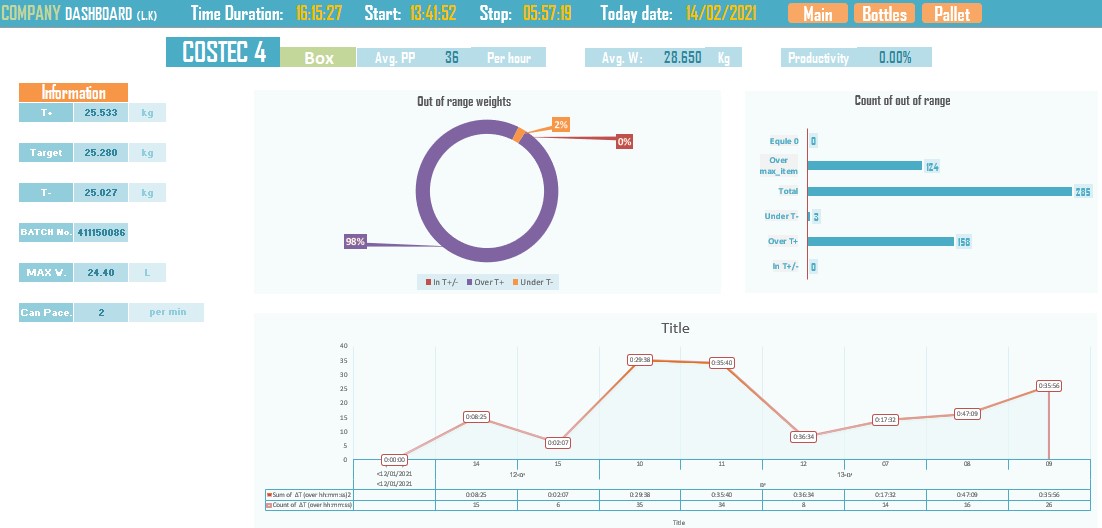 COMPANY DASHBOARD (L.K) Time Duration: 16:15:27 Start: 13:41:52 Stop: 05:57:19 Today date: 14/02/2021 Main Bottles Pallet
COSTEC 4 Box Avg. PP 36 Per hour Avg. W: 28.650 Kg Productivity 0.00%
Information
T+ 25.533 kg
Target 25.280 kg
T- 25.027 kg
BATCH No. 411150086
MAX V. 24.40 L
Can Pace. 2 per min
Out of range weights
2%
0%
98%
In T+/- Over T+ Under T-
Count of out of range
Equle 0 0
Over
max_item 124
Total 285
Under T- 3
Over T+ 158
In T+/- 0
Title
40
35
30
25
20
15
10
5
0
0:00:00 0:08:25 0:02:07 0:29:38 0:35:40 0:36:34 0:17:32 0:47:09 0:35:56
14 15 10 11 12 07 08 09
<12/01/2021
<12/01/2021
Sum of ΔT (over hh:mm:ss)2 0:08:25 0:02:07 0:29:38 0:35:40 0:36:34 0:17:32 0:47:09 0:35:56
Count of ΔT (over hh:mm:ss) 15 6 35 34 8 14 16 26
Title